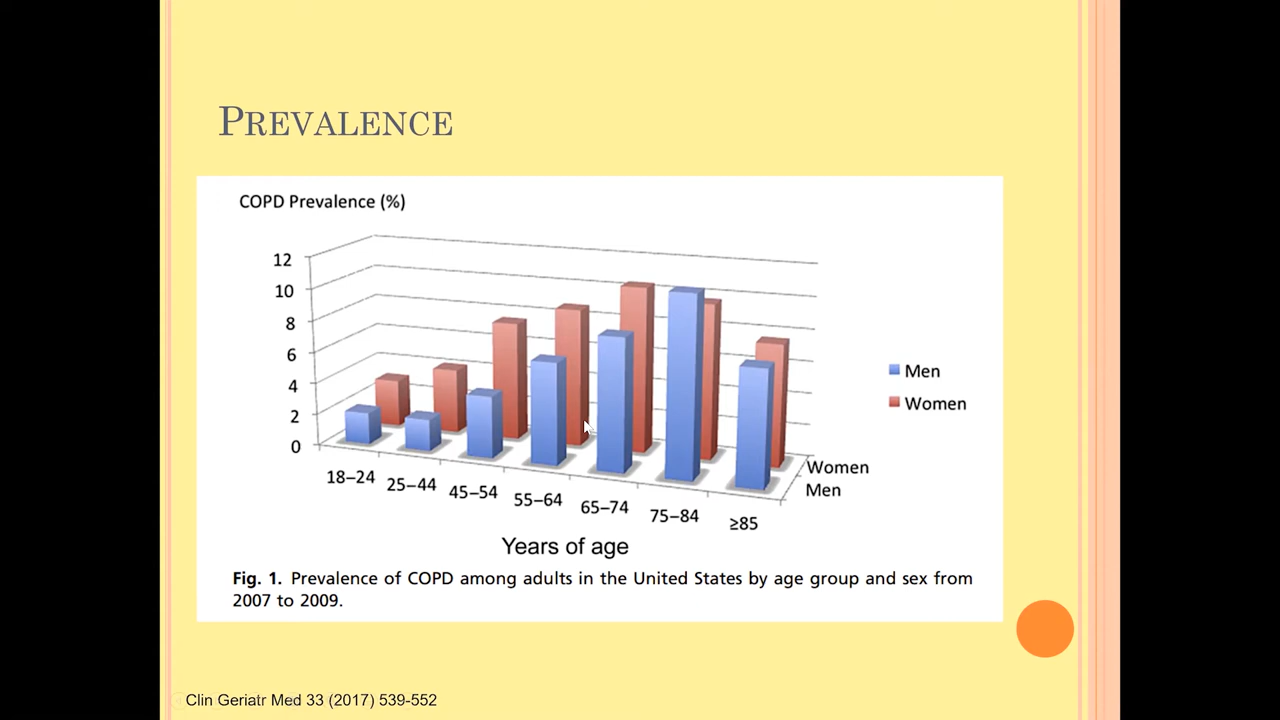 PREVALENCE
COPD Prevalence (%)
12
10
8
6
4
2
0
18–24
25–44
45–54
55–64
65–74
75–84
≥85
Men
Women
Women
Men
Years of age
Fig. 1. Prevalence of COPD among adults in the United States by age group and sex from
2007 to 2009.
Clin Geriatr Med 33 (2017) 539-552